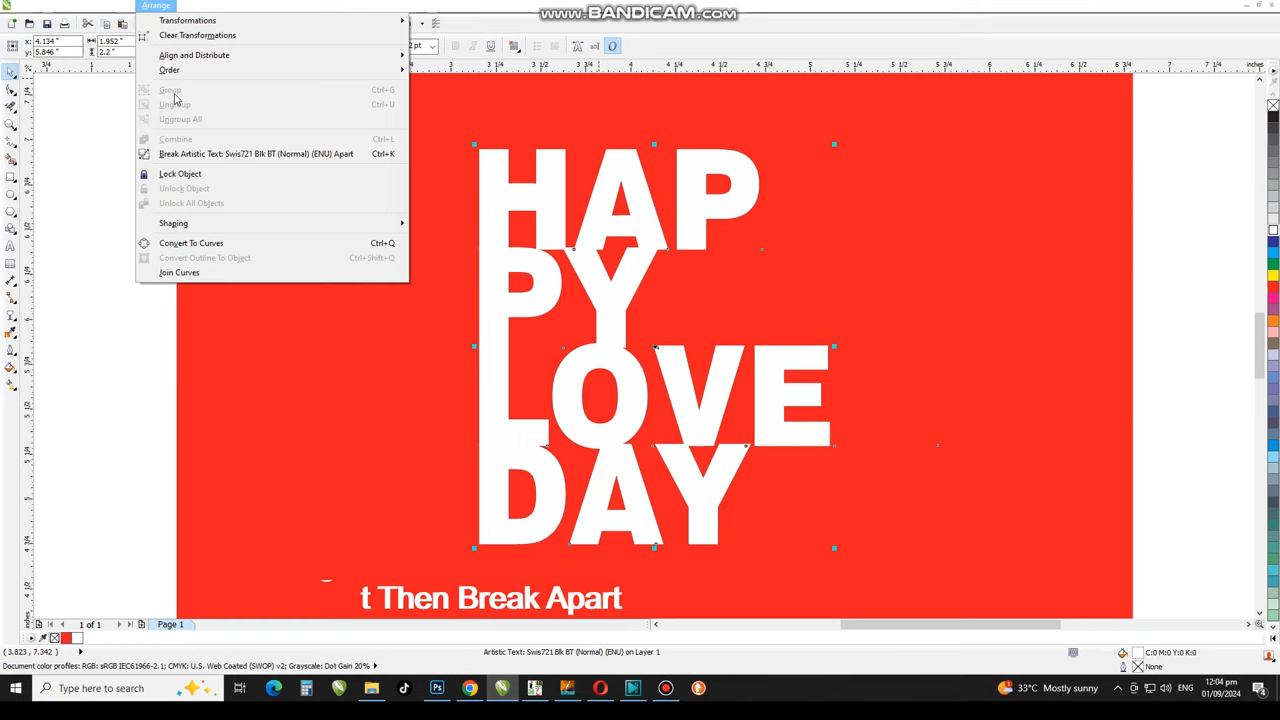 www.BANDICAM.com
Arrange
Transformations
Clear Transformations
Align and Distribute
Order
Group Ctrl+G
Ungroup Ctrl+U
Ungroup All
Combine Ctrl+L
Break Artistic Text: Swis721 Blk BT (Normal) (ENU) Apart Ctrl+K
Lock Object
Unlock Object
Unlock All Objects
Shaping
Convert To Curves Ctrl+Q
Convert Outline To Object Ctrl+Shift+Q
Join Curves
x: 4.134 " 1.952 "
y: 5.846 " 2.2 "
HAP
PY
LOVE
DAY
t Then Break Apart
inches
1 of 1 Page 1
( 3.823 , 7.342 ) Artistic Text: Swis721 Blk BT (Normal) (ENU) on Layer 1 C:0 M:0 Y:0 K:0
Document color profiles: RGB: sRGB IEC61966-2.1; CMYK: U.S. Web Coated (SWOP) v2; Grayscale: Dot Gain 20% None
Type here to search 33°C Mostly sunny ENG 12:04 pm
01/09/2024